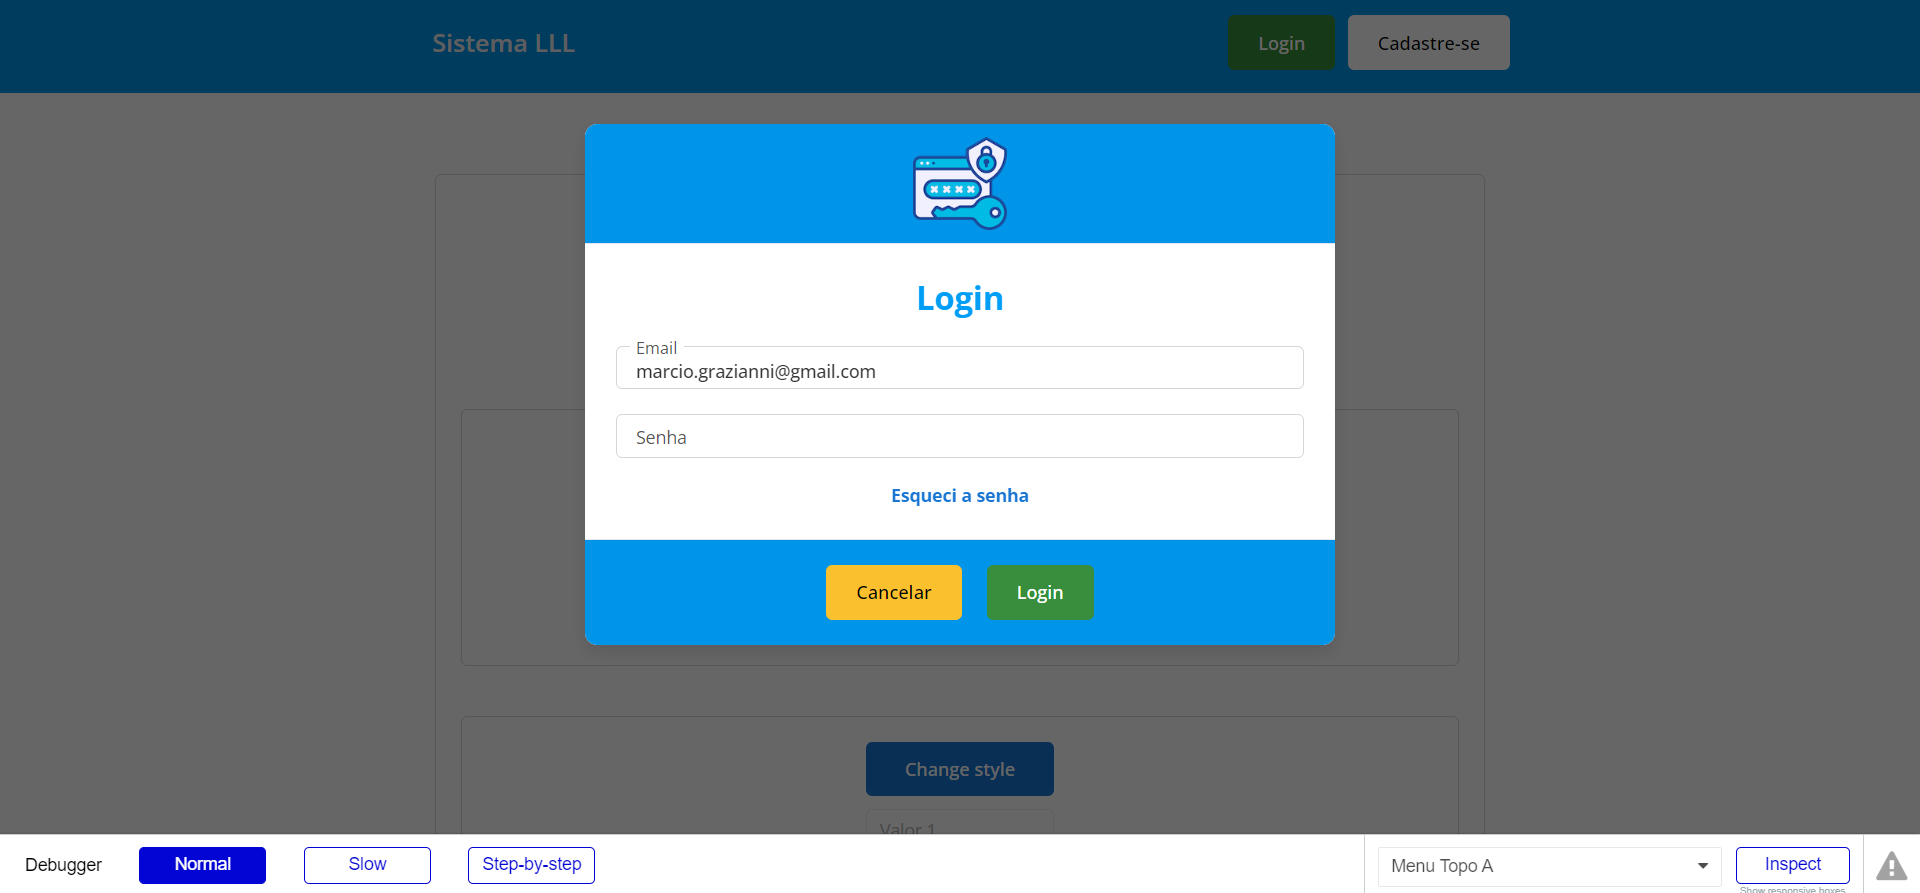 Sistema LLL
Login
Cadastre-se
Login
Email
marcio.grazianni@gmail.com
Senha
Esqueci a senha
Cancelar
Login
Change style
Valor 1
Debugger
Normal
Slow
Step-by-step
Menu Topo A
Inspect
Show responsive boxes